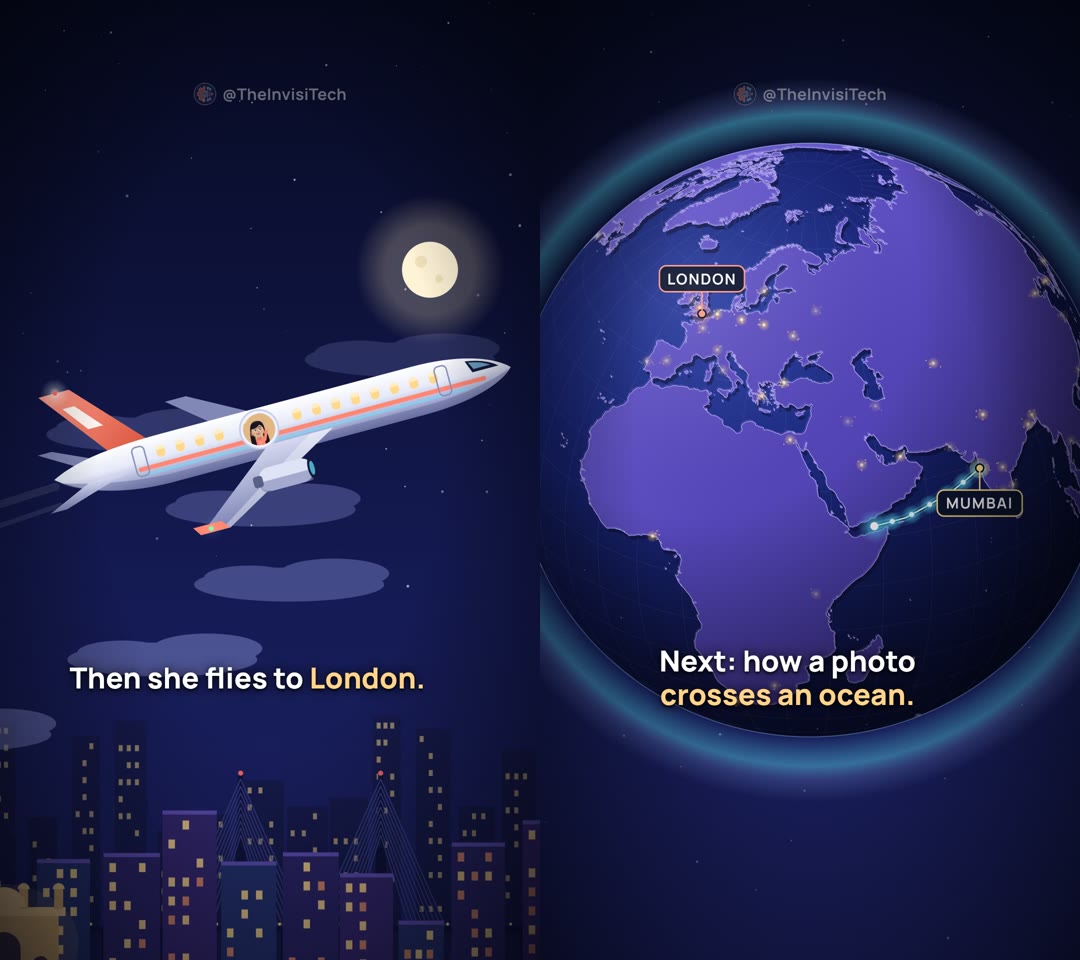 @TheInvisiTech
Then she flies to London.
@TheInvisiTech
LONDON
MUMBAI
Next: how a photo
crosses an ocean.